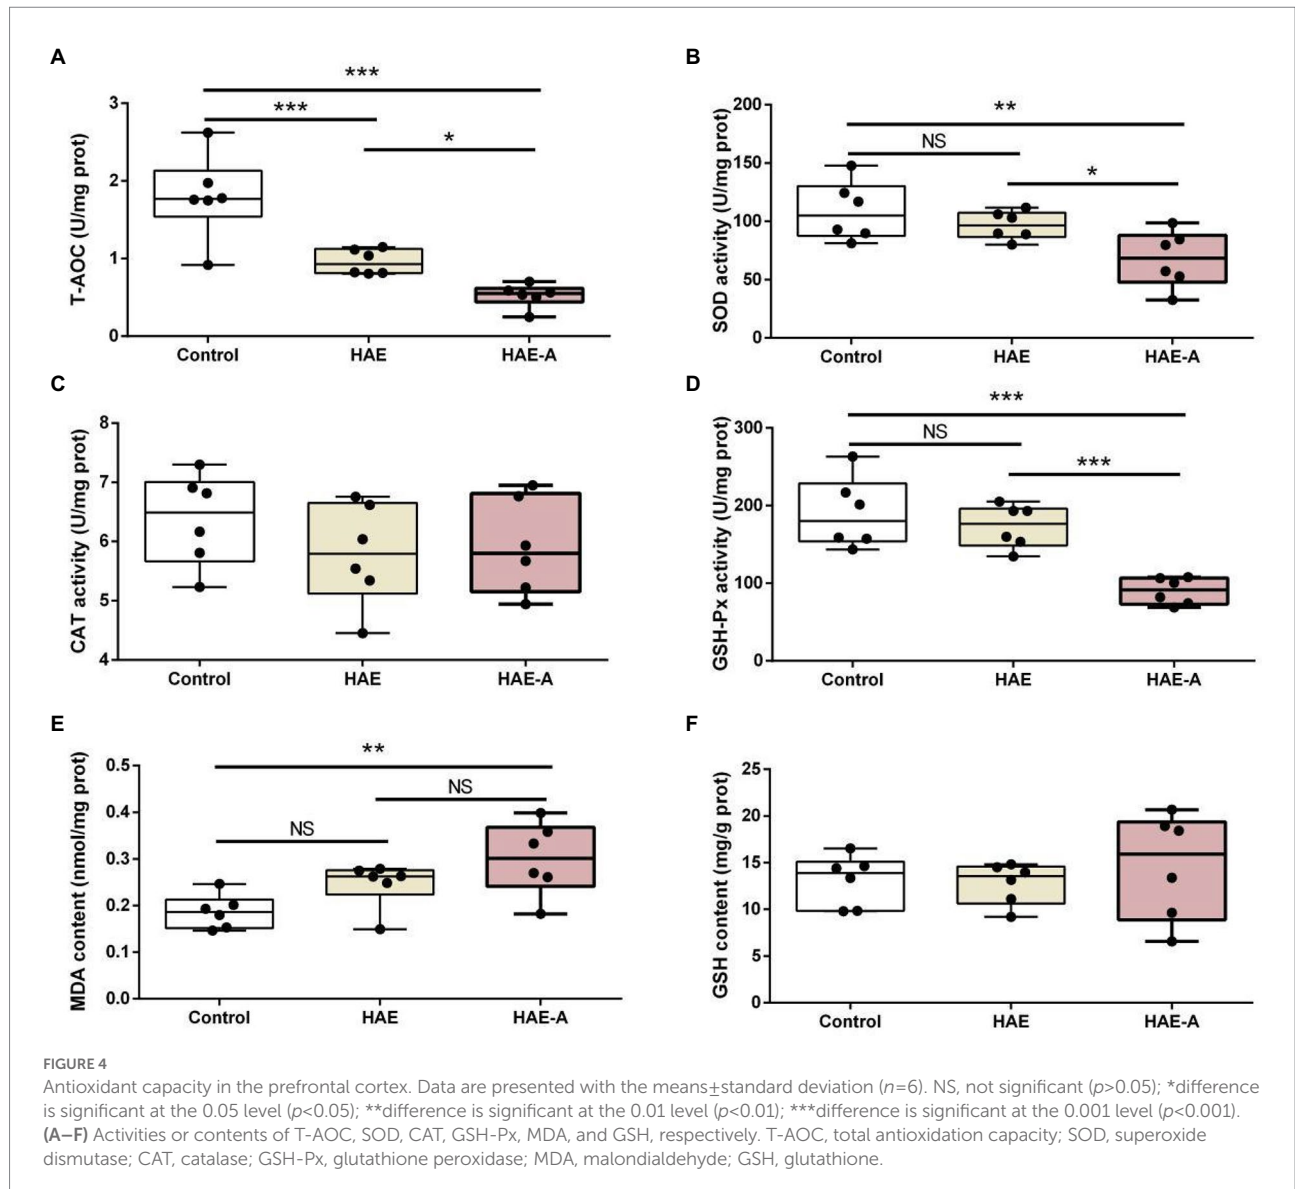 A
***
***
*
3
2
1
0
T-AOC (U/mg prot)
Control HAE HAE-A
B
**
NS
*
200
150
100
50
0
SOD activity (U/mg prot)
Control HAE HAE-A
C
8
7
6
5
4
CAT activity (U/mg prot)
Control HAE HAE-A
D
***
NS
***
300
200
100
0
GSH-Px activity (U/mg prot)
Control HAE HAE-A
E
**
NS
NS
0.5
0.4
0.3
0.2
0.1
0.0
MDA content (nmol/mg prot)
Control HAE HAE-A
F
25
20
15
10
5
0
GSH content (mg/g prot)
Control HAE HAE-A
FIGURE 4
Antioxidant capacity in the prefrontal cortex. Data are presented with the means±standard deviation (n=6). NS, not significant (p>0.05); *difference
is significant at the 0.05 level (p<0.05); **difference is significant at the 0.01 level (p<0.01); ***difference is significant at the 0.001 level (p<0.001).
(A–F) Activities or contents of T-AOC, SOD, CAT, GSH-Px, MDA, and GSH, respectively. T-AOC, total antioxidation capacity; SOD, superoxide
dismutase; CAT, catalase; GSH-Px, glutathione peroxidase; MDA, malondialdehyde; GSH, glutathione.